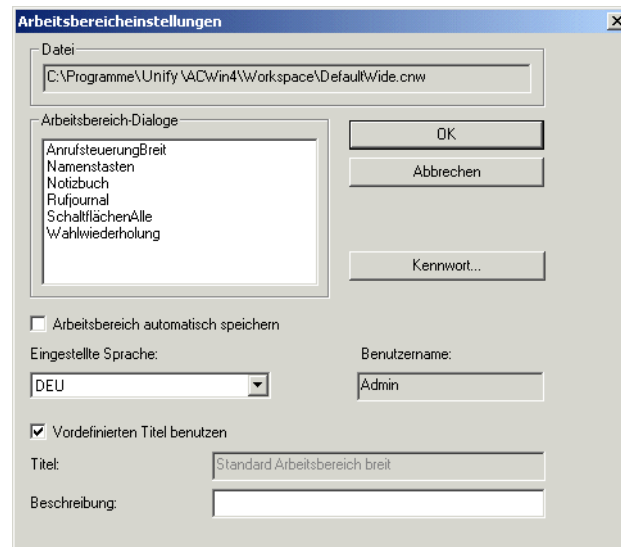 Arbeitsbereicheinstellungen
Datei
C:\Programme\Unify\ACWin4\Workspace\DefaultWide.cnw
Arbeitsbereich-Dialoge
AnrufsteuerungBreit
Namenstasten
Notizbuch
Rufjournal
SchaltflächenAlle
Wahlwiederholung
OK
Abbrechen
Kennwort...
Arbeitsbereich automatisch speichern
Eingestellte Sprache:
Benutzername:
DEU
Admin
Vordefinierten Titel benutzen
Titel:
Standard Arbeitsbereich breit
Beschreibung: